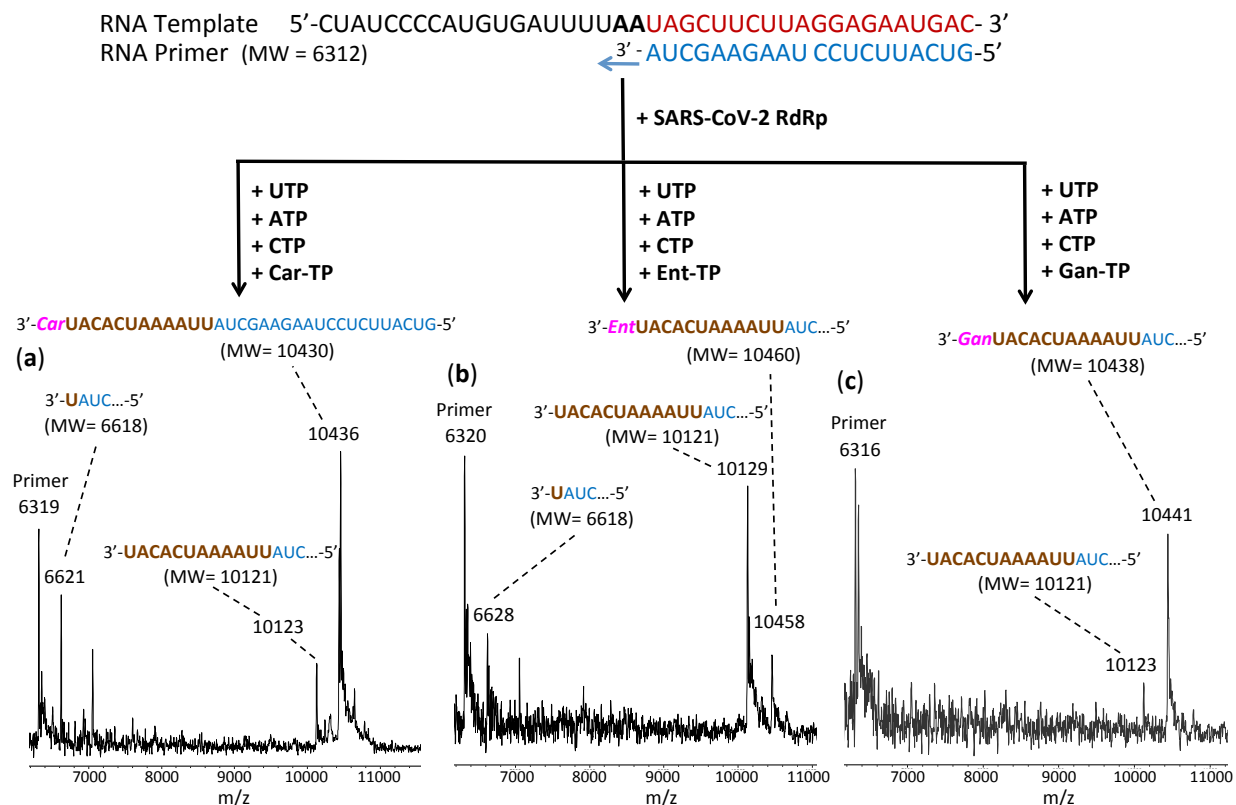 RNA Template 5'-CUAUCCCCAUGUGAUUUUAAUAGCUUCUUAGGAGAAUGAC- 3'
RNA Primer (MW = 6312) 3' - AUCGAAGAAU CCUCUUACUG-5'
+ SARS-CoV-2 RdRp
+ UTP
+ ATP
+ CTP
+ Car-TP
+ UTP
+ ATP
+ CTP
+ Ent-TP
+ UTP
+ ATP
+ CTP
+ Gan-TP
3'-CarUACACUAAAAUUAUCGAAGAAUCCUCUUACUG-5'
(MW= 10430)
(a)
3'-UAUC...-5'
(MW= 6618)
Primer
6319
6621
3'-UACACUAAAAUUAUC...-5'
(MW= 10121)
10123
10436
7000 8000 9000 10000 11000
m/z
3'-EntUACACUAAAAUUAUC...-5'
(MW= 10460)
(b)
Primer
6320
3'-UACACUAAAAUUAUC...-5'
(MW= 10121)
10129
3'-UAUC...-5'
(MW= 6618)
6628
10458
7000 8000 9000 10000 11000
m/z
3'-GanUACACUAAAAUUAUC...-5'
(MW= 10438)
(c)
Primer
6316
10441
3'-UACACUAAAAUUAUC...-5'
(MW= 10121)
10123
7000 8000 9000 10000 11000
m/z